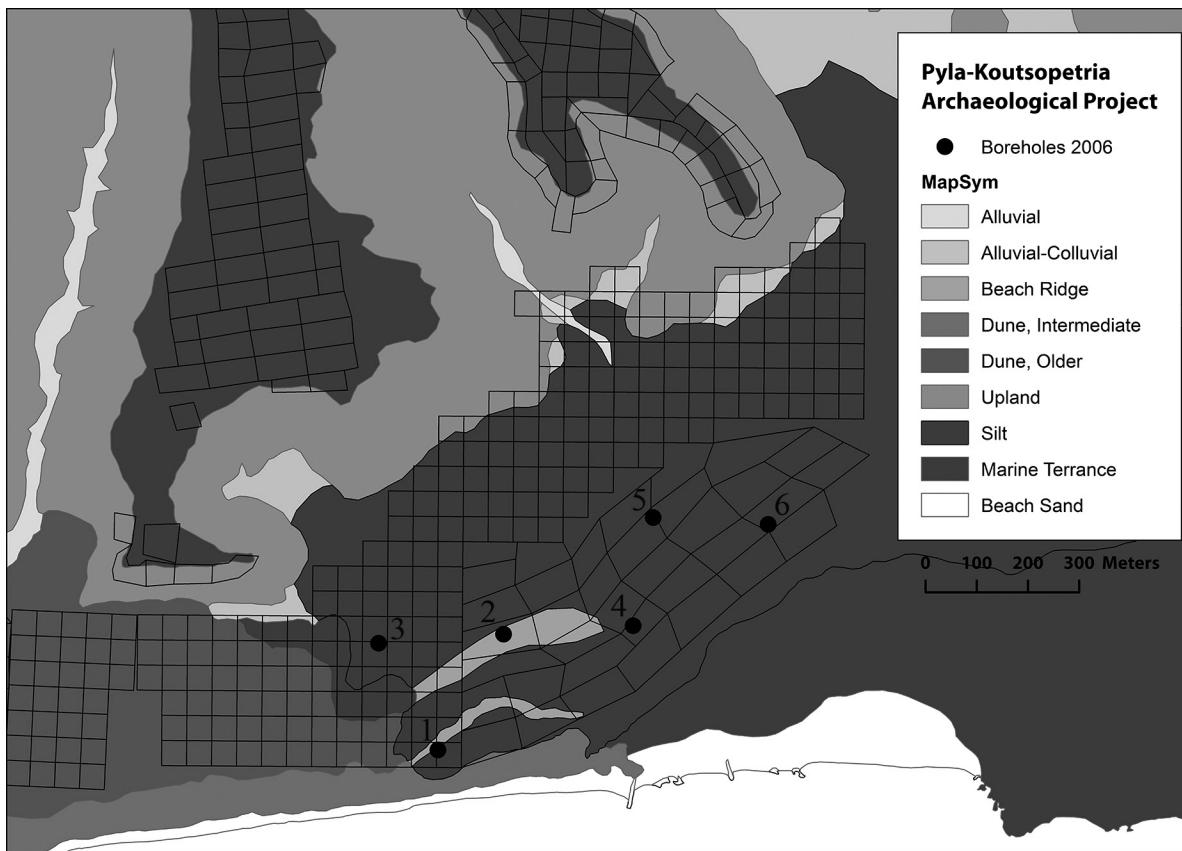 Pyla-Koutsopetria
Archaeological Project
Boreholes 2006
MapSym
Alluvial
Alluvial-Colluvial
Beach Ridge
Dune, Intermediate
Dune, Older
Upland
Silt
Marine Terrance
Beach Sand
0 100 200 300 Meters
5
6
2
4
3
1